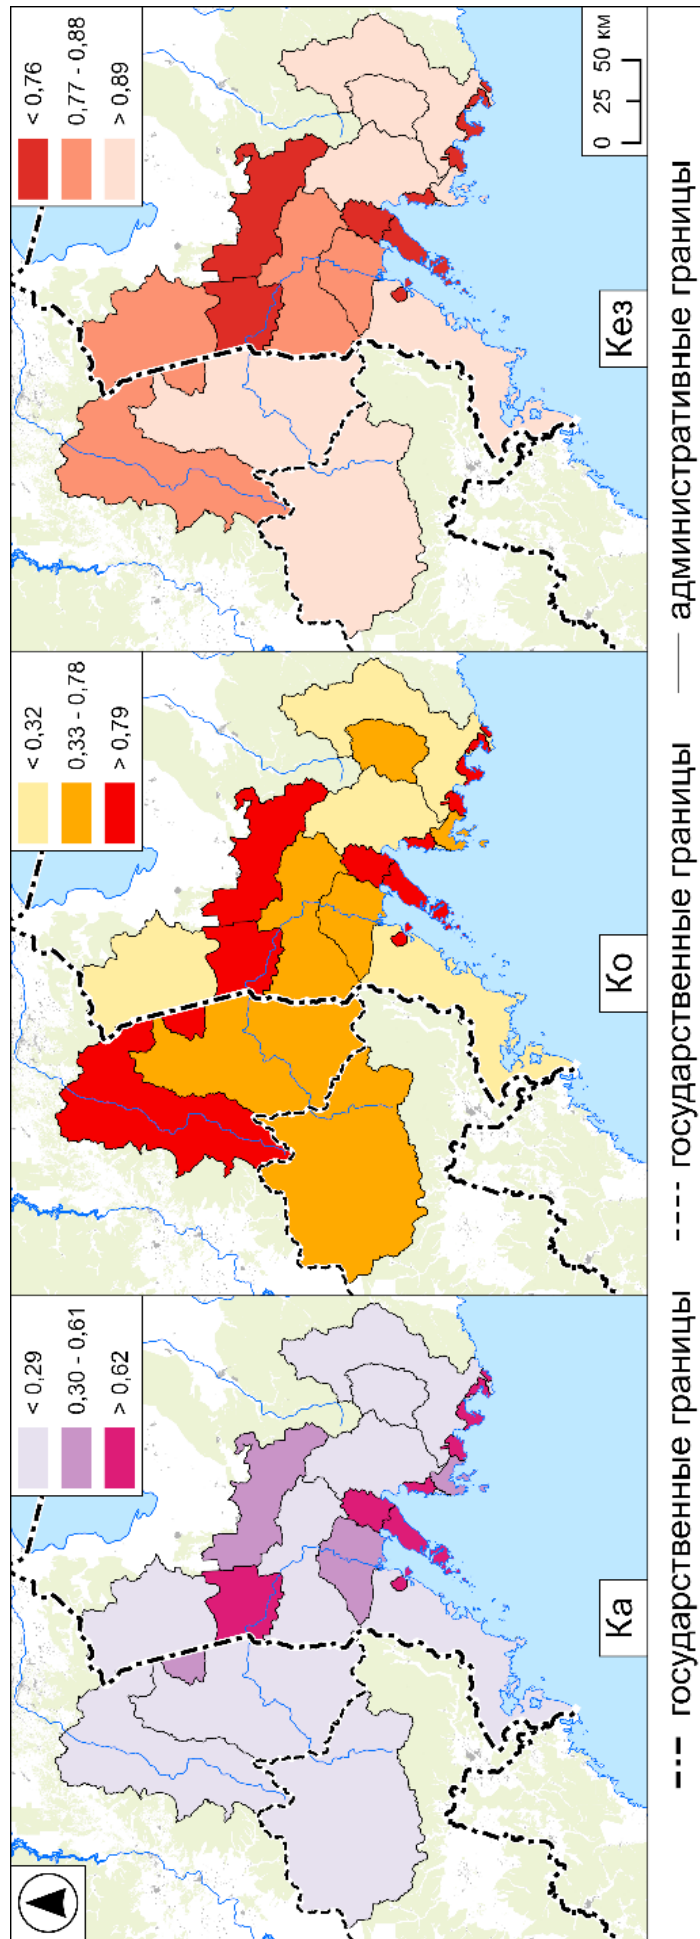 < 0,29
0,30 - 0,61
> 0,62
Ка
< 0,32
0,33 - 0,78
> 0,79
Ко
< 0,76
0,77 - 0,88
> 0,89
Кез
0 25 50 км
государственные границы
государственные границы
административные границы